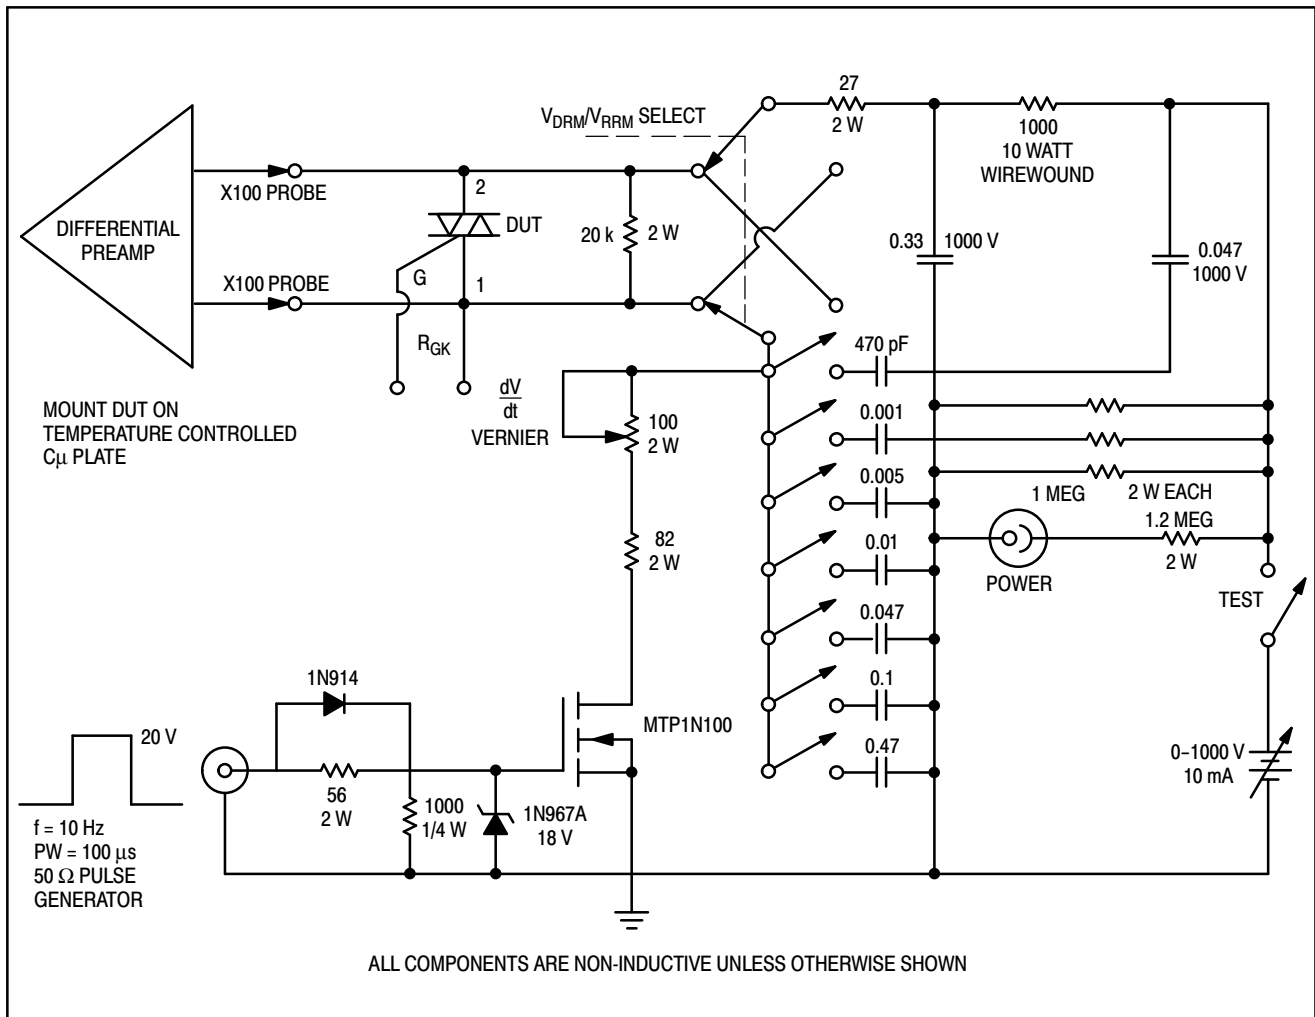 27
2 W
V_DRM/V_RRM SELECT
1000
10 WATT
WIREWOUND
X100 PROBE
2
DIFFERENTIAL
PREAMP
DUT
20 k
2 W
0.33
1000 V
0.047
1000 V
X100 PROBE
G
1
R_GK
470 pF
dV
dt
VERNIER
100
2 W
MOUNT DUT ON
TEMPERATURE CONTROLLED
Cμ PLATE
0.001
0.005
1 MEG
2 W EACH
1.2 MEG
2 W
82
2 W
0.01
POWER
TEST
0.047
1N914
0.1
MTP1N100
20 V
0.47
0–1000 V
10 mA
56
2 W
1000
1/4 W
1N967A
18 V
f = 10 Hz
PW = 100 μs
50 Ω PULSE
GENERATOR
ALL COMPONENTS ARE NON-INDUCTIVE UNLESS OTHERWISE SHOWN